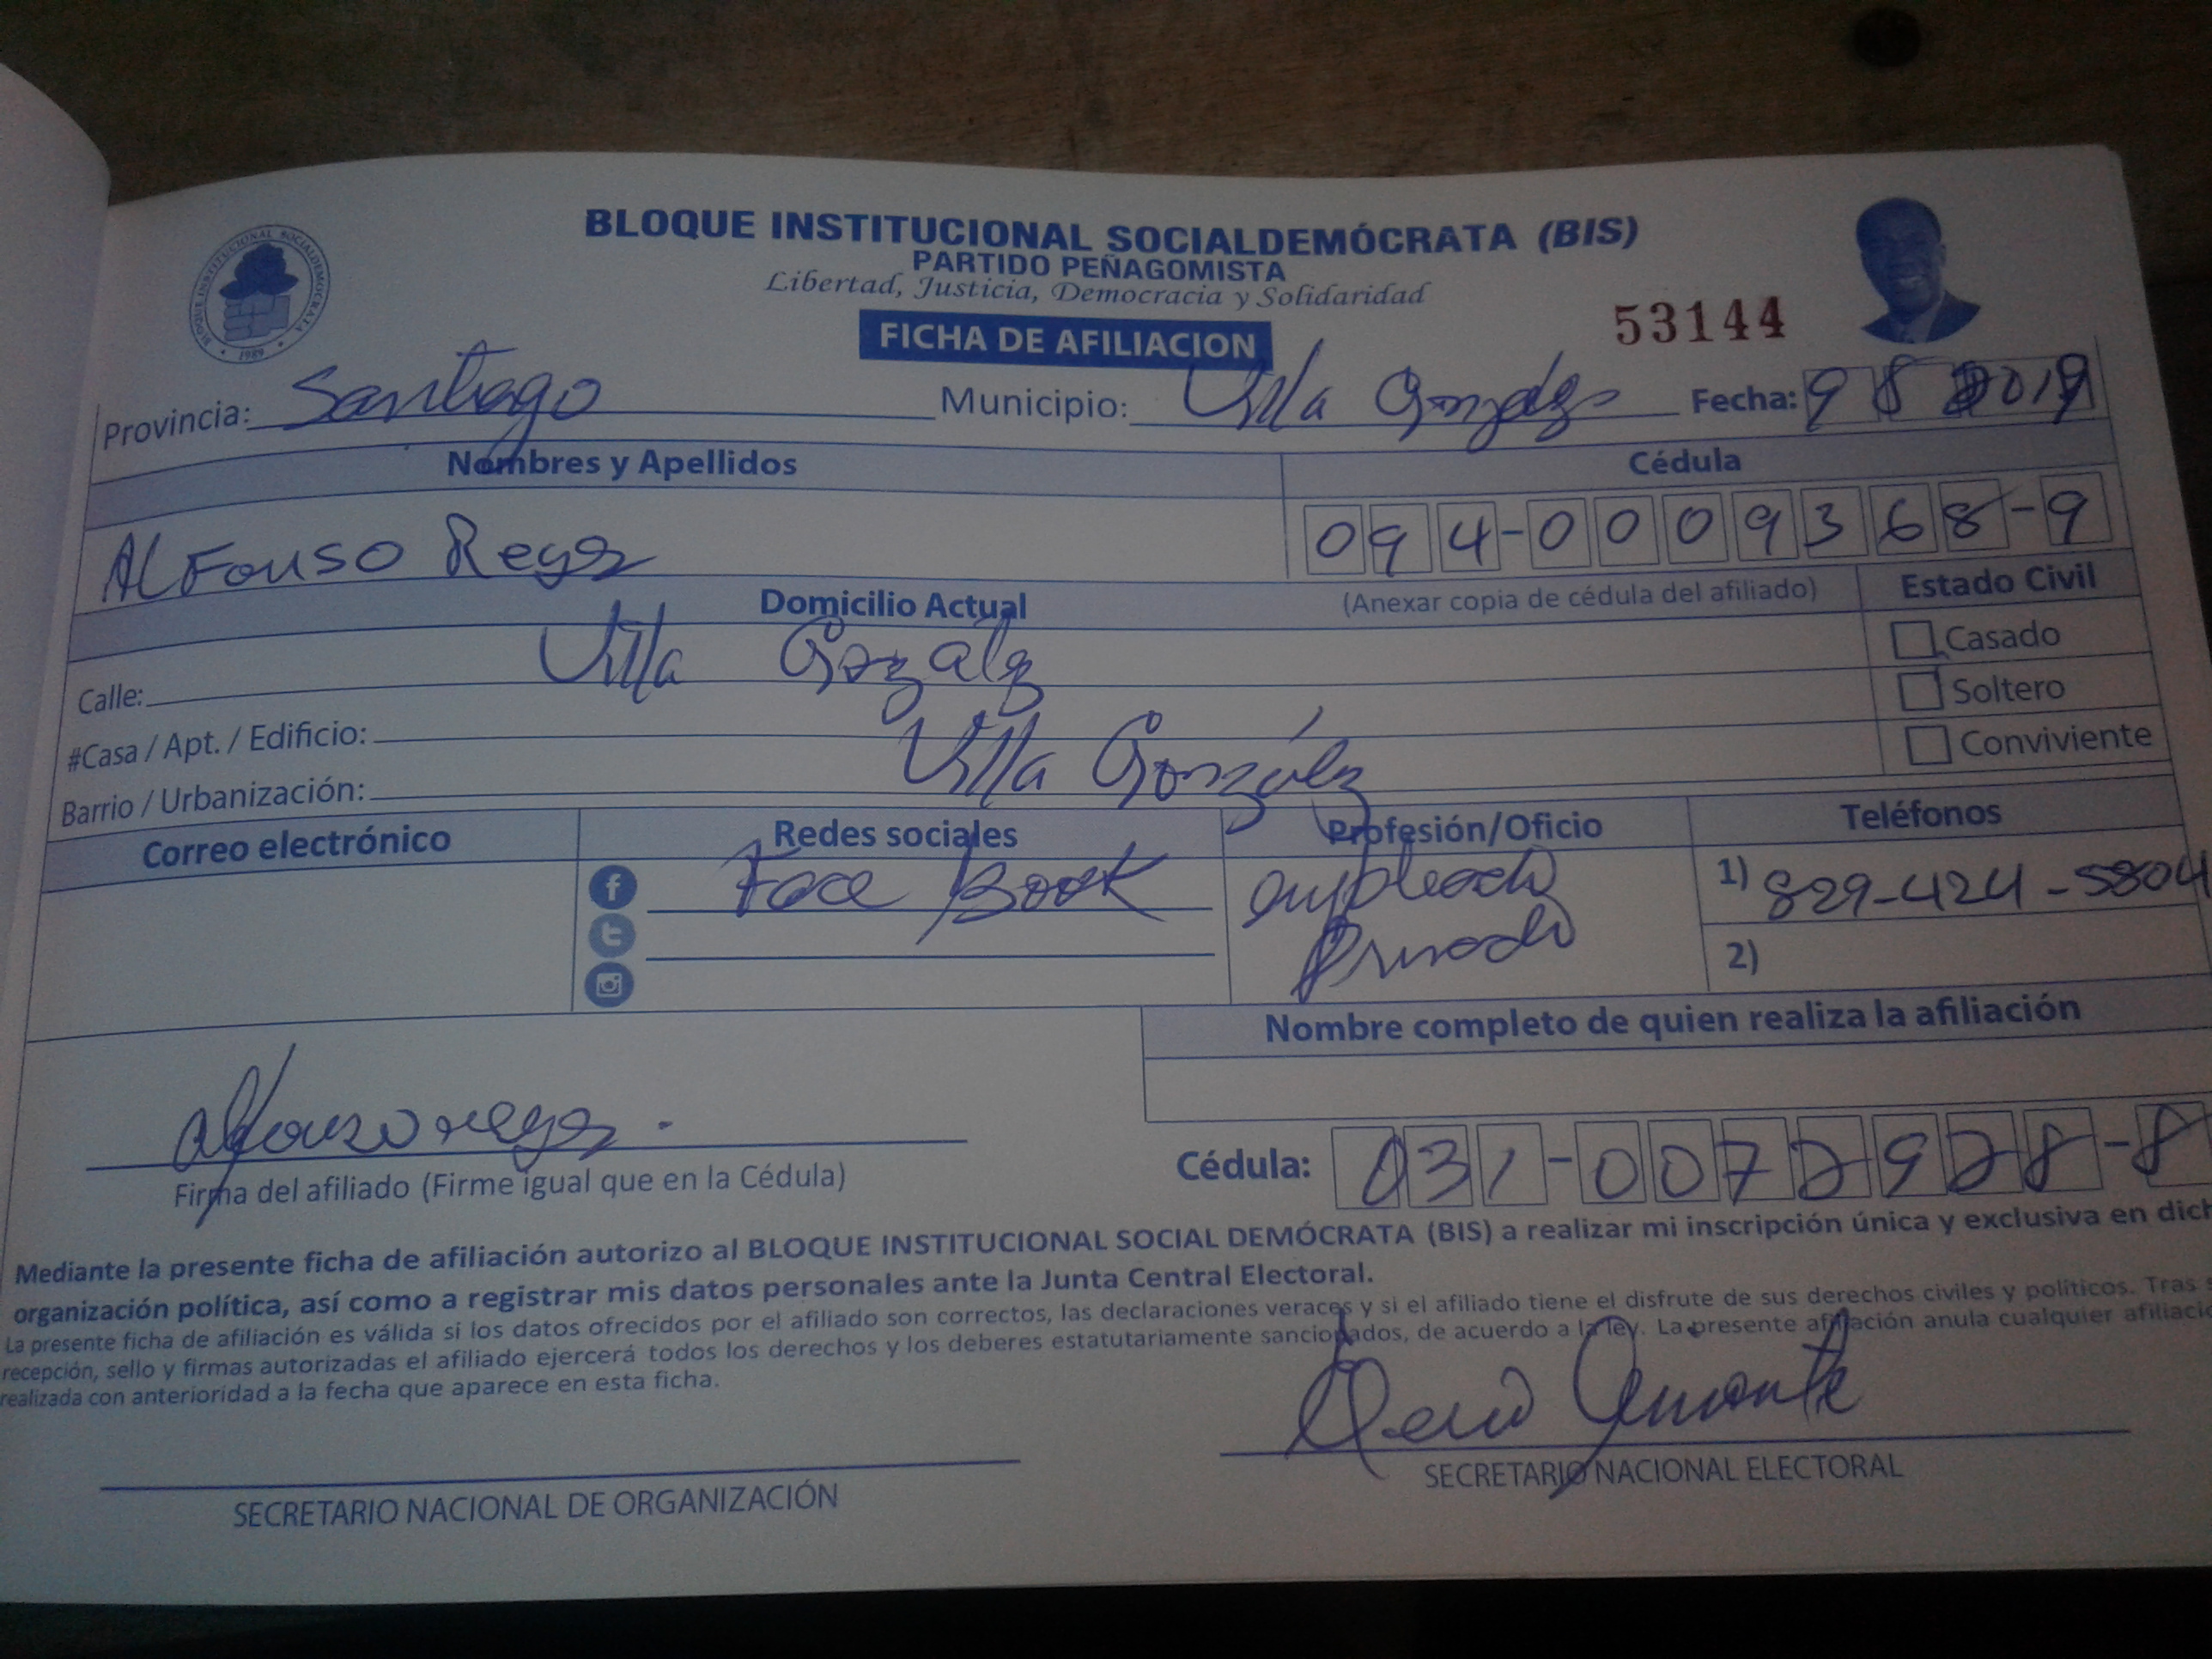 BLOQUE INSTITUCIONAL SOCIALDEMÓCRATA (BIS)
PARTIDO PEÑAGOMISTA
Libertad, Justicia, Democracia y Solidaridad
BLOQUE INSTITUCIONAL SOCIALDEMOCRATA • 1989 •
FICHA DE AFILIACION
53144
Provincia: Santiago Municipio: Villa Gonzalez Fecha: 9 8 2019
Nombres y Apellidos Cédula
ALFonso Reyes 094-0009368-9
Domicilio Actual (Anexar copia de cédula del afiliado) Estado Civil
Calle: Villa Gozalez Casado
#Casa / Apt. / Edificio: Soltero
Barrio / Urbanización: Villa González Conviviente
Correo electrónico Redes sociales Profesión/Oficio Teléfonos
Face Book empleado 1) 829-424-5804
Privado 2)
Nombre completo de quien realiza la afiliación
alfonso reyes.
Firma del afiliado (Firme igual que en la Cédula)
Cédula: 031-0072928-8
Mediante la presente ficha de afiliación autorizo al BLOQUE INSTITUCIONAL SOCIAL DEMÓCRATA (BIS) a realizar mi inscripción única y exclusiva en dich
organización política, así como a registrar mis datos personales ante la Junta Central Electoral.
La presente ficha de afiliación es válida si los datos ofrecidos por el afiliado son correctos, las declaraciones veraces y si el afiliado tiene el disfrute de sus derechos civiles y políticos. Tras s
recepción, sello y firmas autorizadas el afiliado ejercerá todos los derechos y los deberes estatutariamente sancionados, de acuerdo a la ley. La presente afiliación anula cualquier afiliació
realizada con anterioridad a la fecha que aparece en esta ficha.
SECRETARIO NACIONAL DE ORGANIZACIÓN
SECRETARIO NACIONAL ELECTORAL